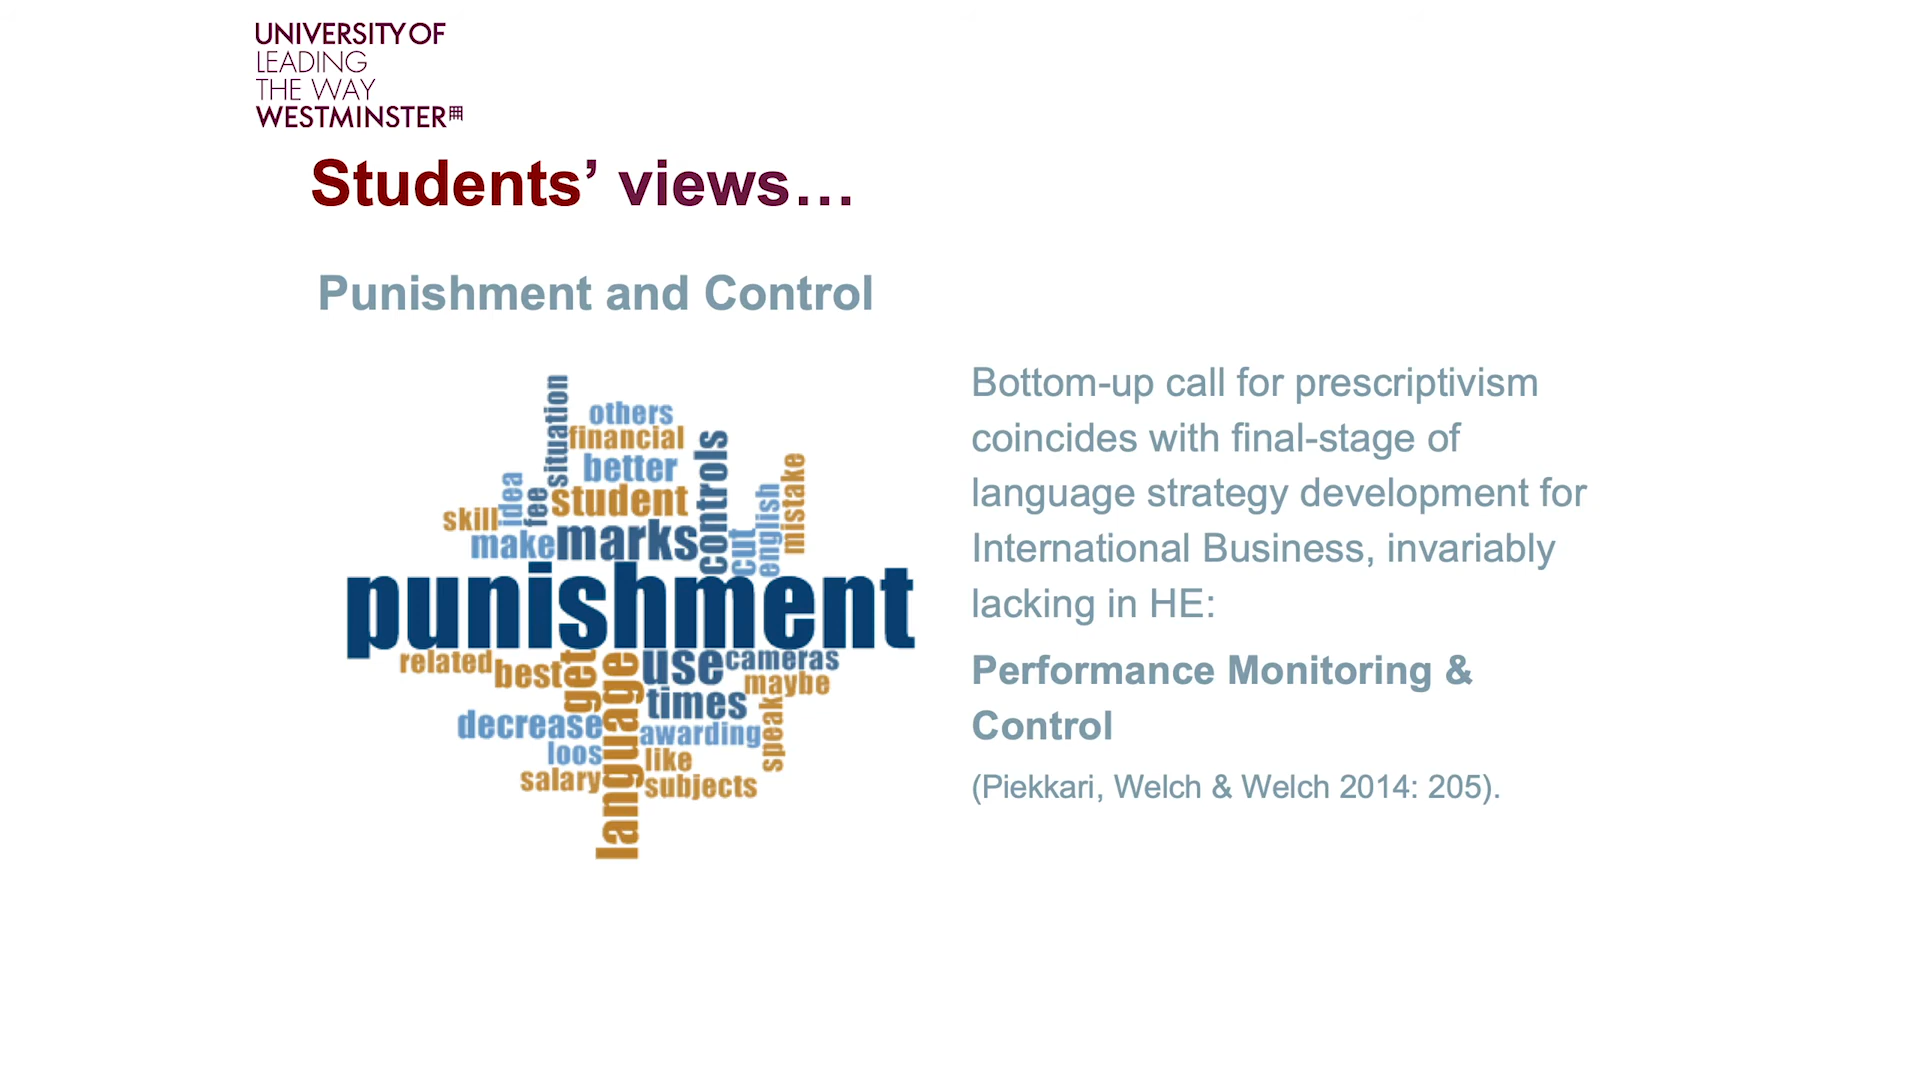 UNIVERSITY OF
LEADING
THE WAY
WESTMINSTER
Students’ views…
Punishment and Control
situation
others
financial
better
controls
mistake
idea
fee
student
english
skill
make
marks
cut
punishment
related
best
get
language
use
cameras
maybe
times
speak
decrease
awarding
loos
like
salary
subjects
Bottom-up call for prescriptivism
coincides with final-stage of
language strategy development for
International Business, invariably
lacking in HE:
Performance Monitoring &
Control
(Piekkari, Welch & Welch 2014: 205).